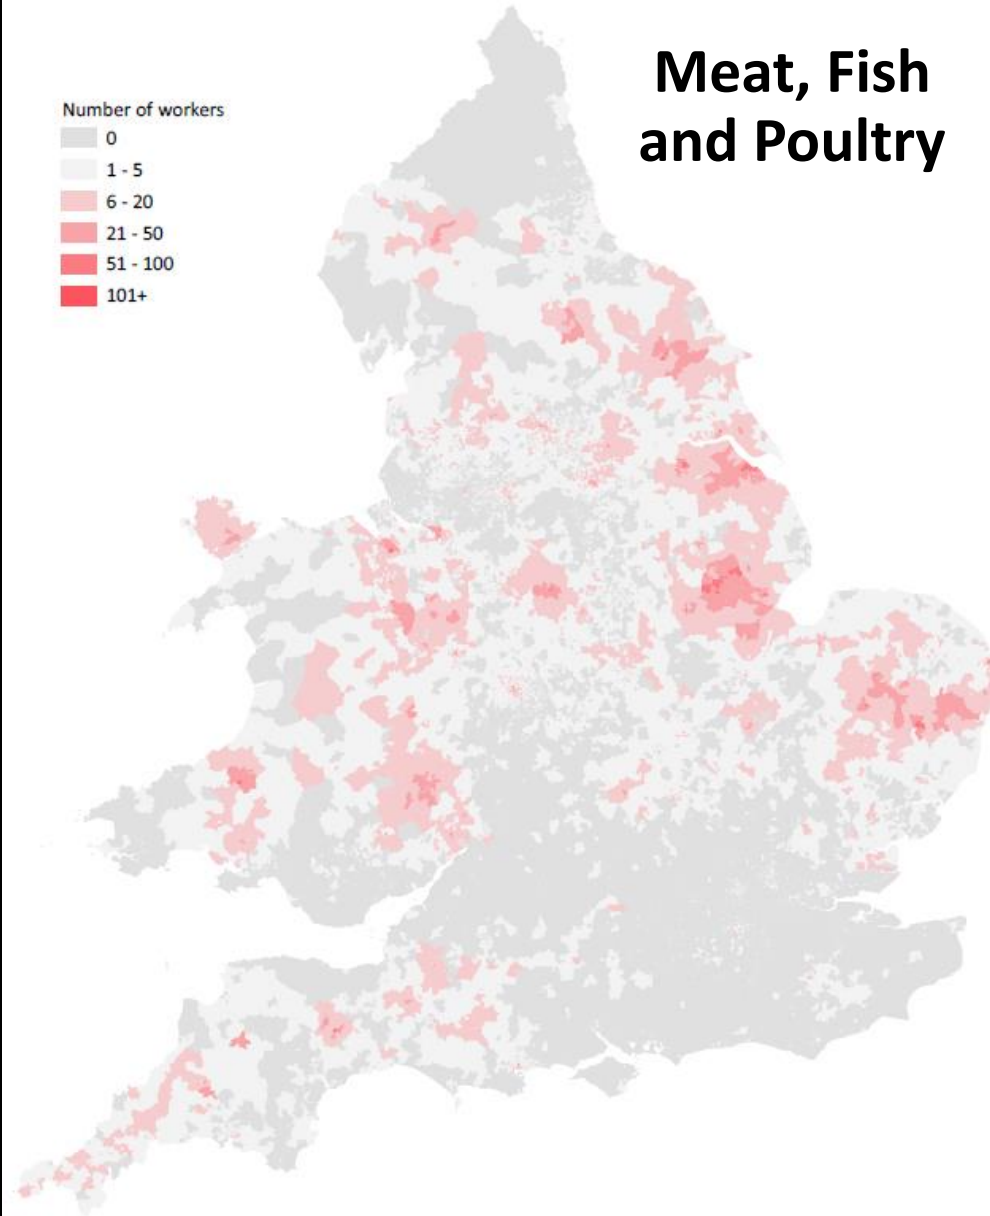 Meat, Fish
and Poultry
Number of workers
0
1 - 5
6 - 20
21 - 50
51 - 100
101+